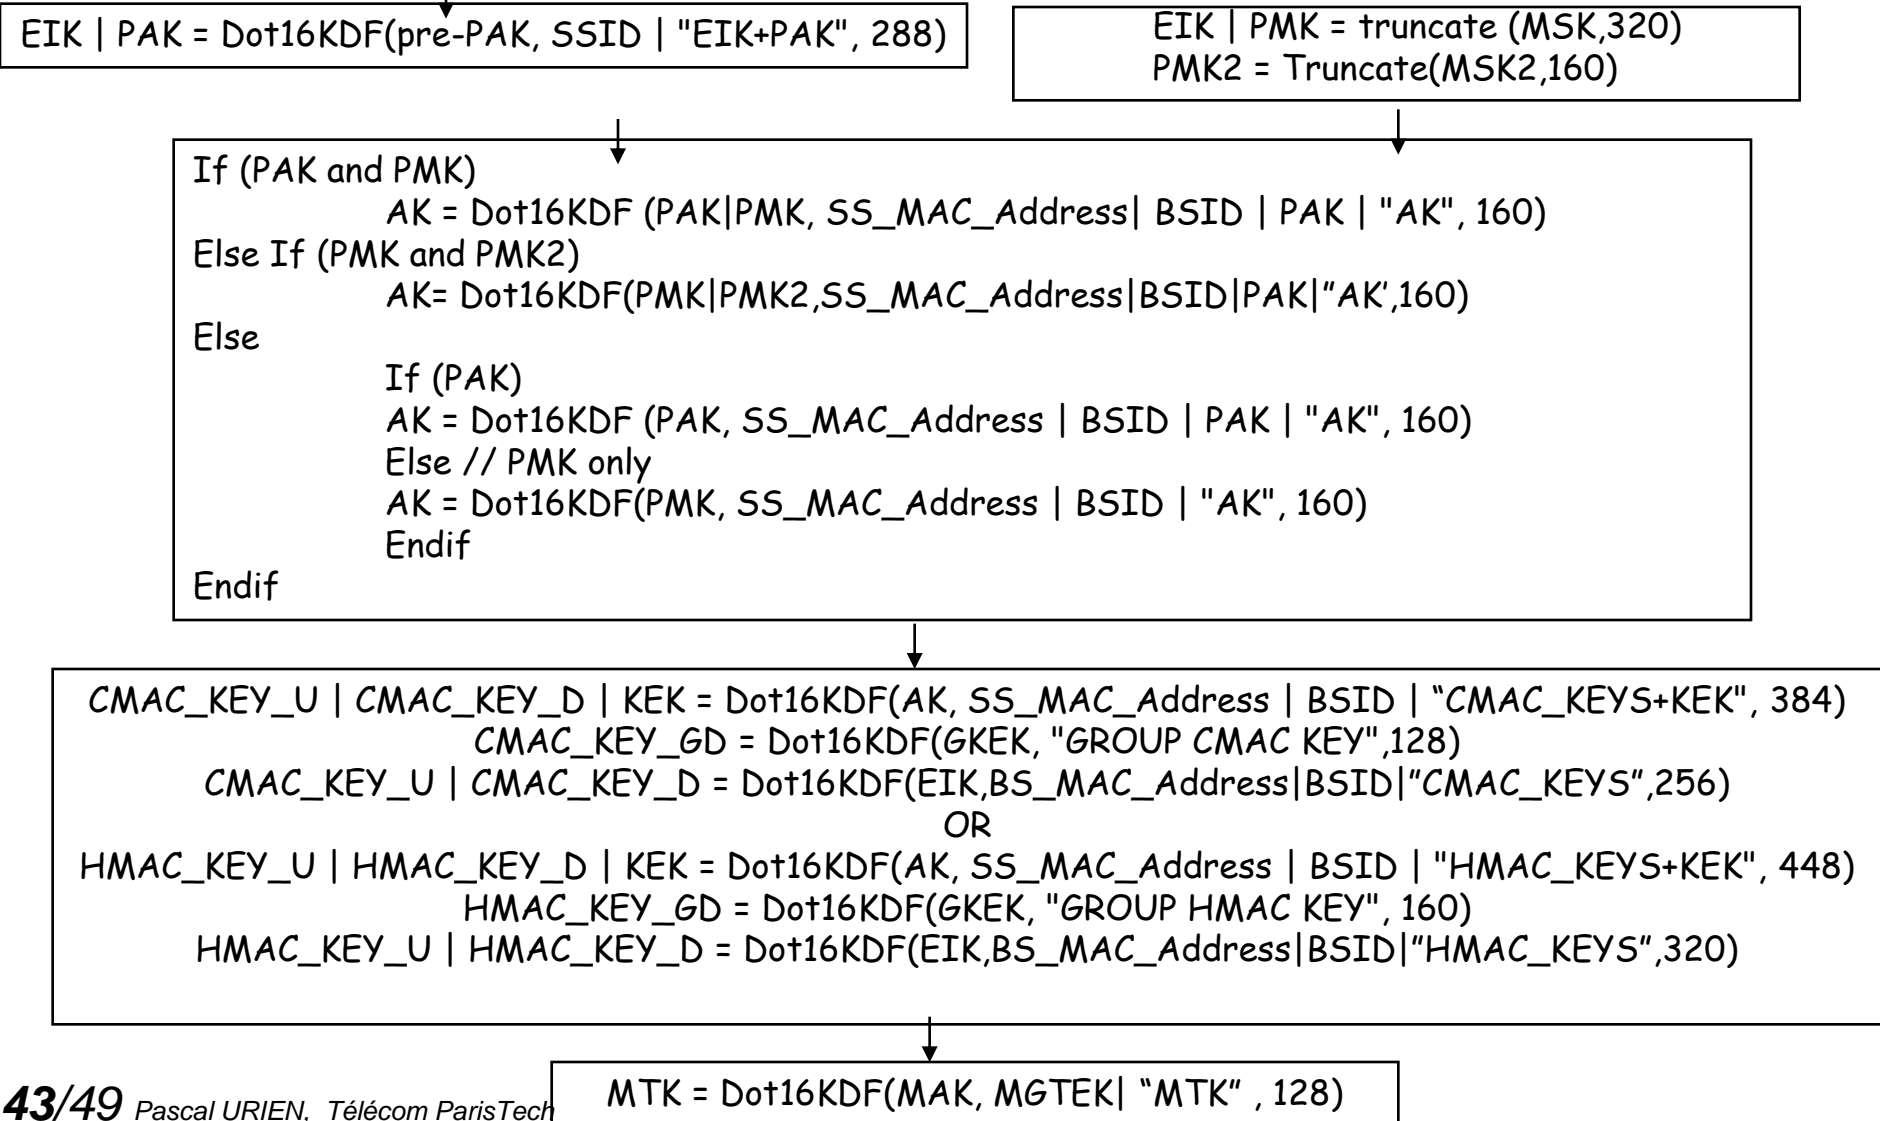 EIK | PAK = Dot16KDF(pre-PAK, SSID | "EIK+PAK", 288)
EIK | PMK = truncate (MSK,320)
PMK2 = Truncate(MSK2,160)
If (PAK and PMK)
AK = Dot16KDF (PAK|PMK, SS_MAC_Address| BSID | PAK | "AK", 160)
Else If (PMK and PMK2)
AK= Dot16KDF(PMK|PMK2,SS_MAC_Address|BSID|PAK|”AK’,160)
Else
If (PAK)
AK = Dot16KDF (PAK, SS_MAC_Address | BSID | PAK | "AK", 160)
Else // PMK only
AK = Dot16KDF(PMK, SS_MAC_Address | BSID | "AK", 160)
Endif
Endif
CMAC_KEY_U | CMAC_KEY_D | KEK = Dot16KDF(AK, SS_MAC_Address | BSID | “CMAC_KEYS+KEK", 384)
CMAC_KEY_GD = Dot16KDF(GKEK, "GROUP CMAC KEY",128)
CMAC_KEY_U | CMAC_KEY_D = Dot16KDF(EIK,BS_MAC_Address|BSID|”CMAC_KEYS”,256)
OR
HMAC_KEY_U | HMAC_KEY_D | KEK = Dot16KDF(AK, SS_MAC_Address | BSID | "HMAC_KEYS+KEK", 448)
HMAC_KEY_GD = Dot16KDF(GKEK, "GROUP HMAC KEY", 160)
HMAC_KEY_U | HMAC_KEY_D = Dot16KDF(EIK,BS_MAC_Address|BSID|”HMAC_KEYS”,320)
MTK = Dot16KDF(MAK, MGTEK| “MTK” , 128)
43/49 Pascal URIEN, Télécom ParisTech